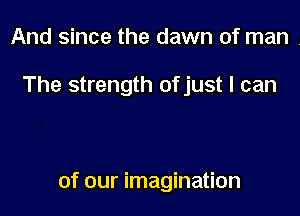 And since the dawn of man
The strength of just I can
of our imagination